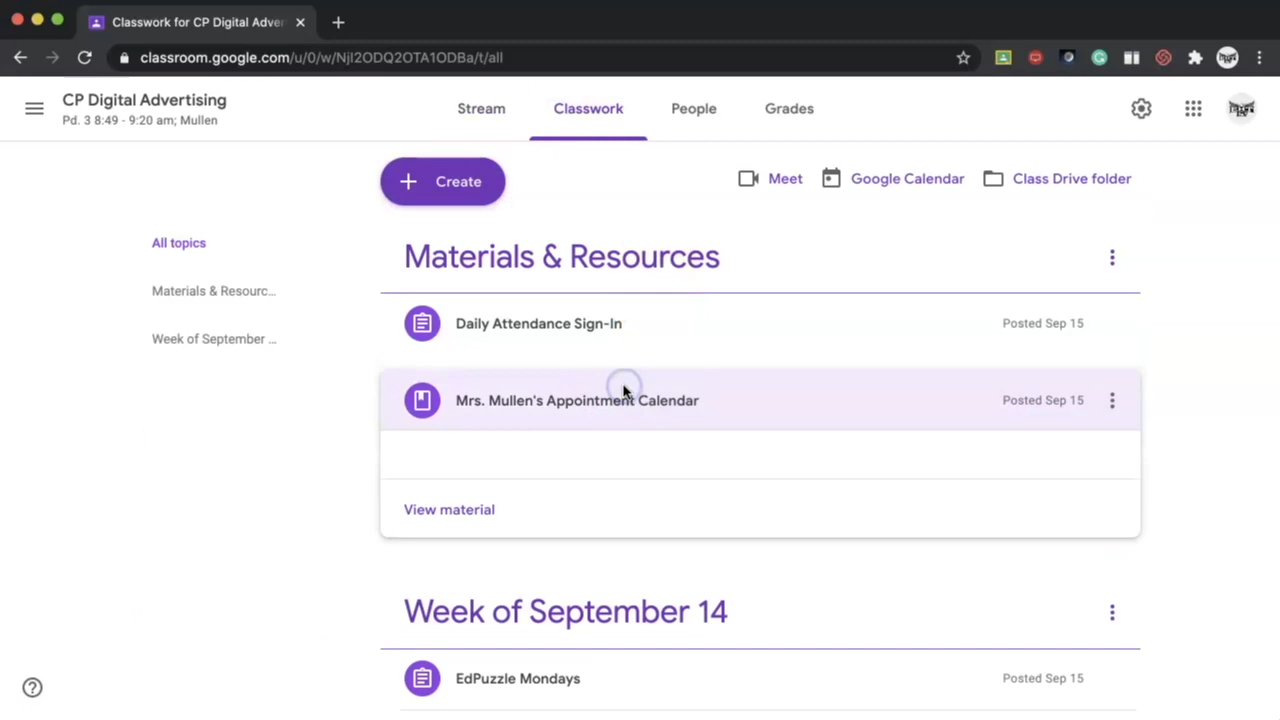 Classwork for CP Digital Adver
classroom.google.com/u/0/w/NjI2ODQ2OTA1ODBa/t/all
CP Digital Advertising
Pd. 3 8:49 - 9:20 am; Mullen
Stream
Classwork
People
Grades
Create
Meet
Google Calendar
Class Drive folder
All topics
Materials & Resourc...
Week of September ...
Materials & Resources
Daily Attendance Sign-In
Posted Sep 15
Mrs. Mullen's Appointment Calendar
Posted Sep 15
View material
Week of September 14
EdPuzzle Mondays
Posted Sep 15